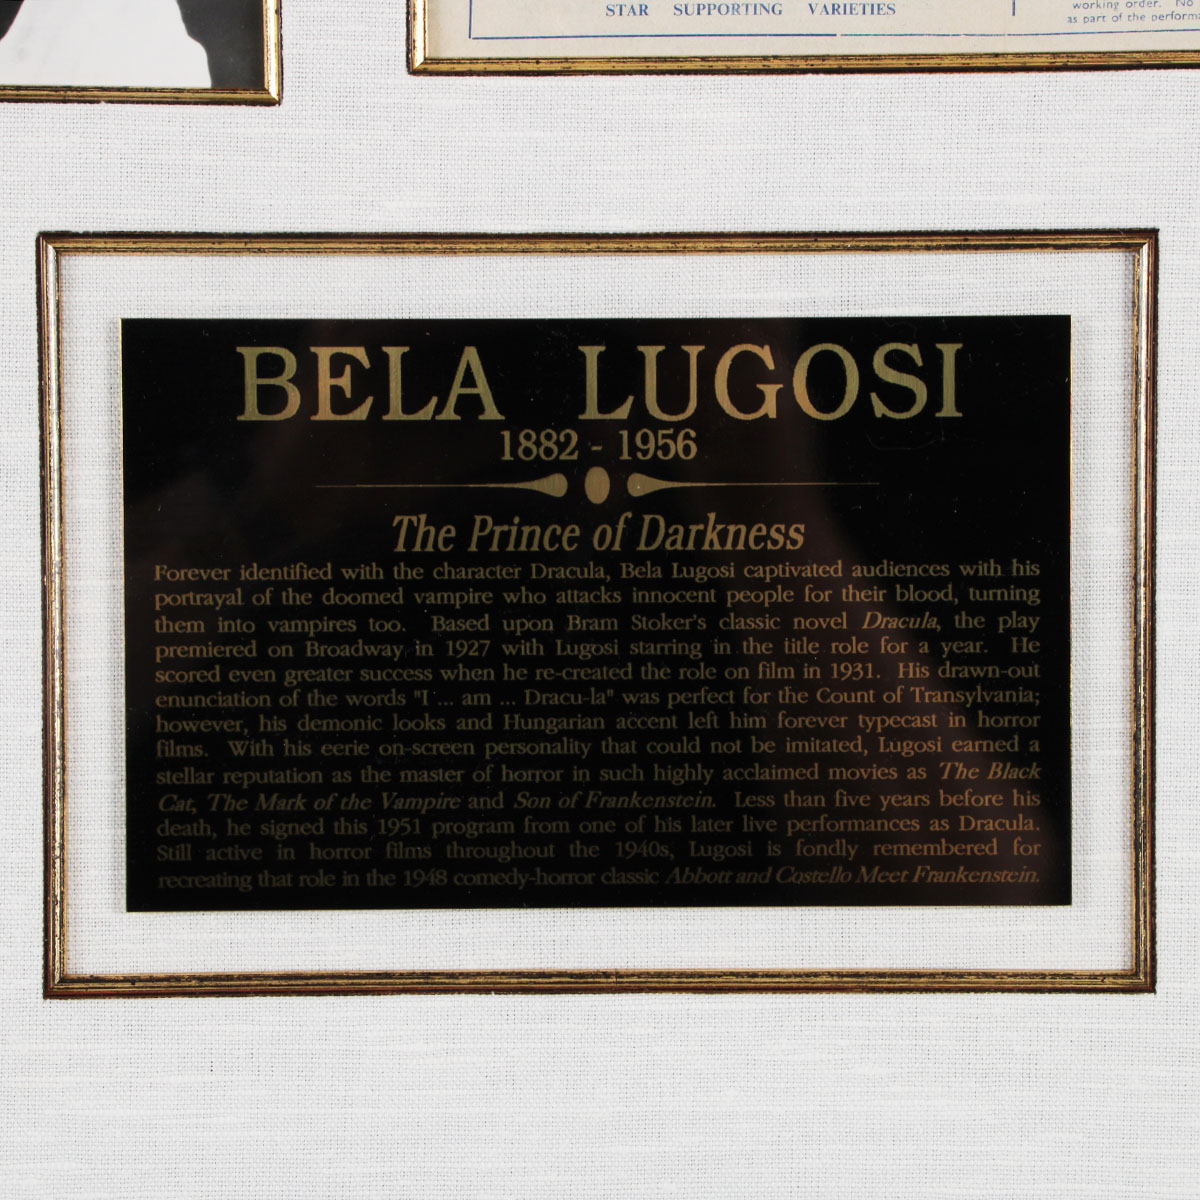 STAR SUPPORTING VARIETIES
working order. No
as part of the perform
BELA LUGOSI
1882 - 1956
The Prince of Darkness
Forever identified with the character Dracula, Bela Lugosi captivated audiences with his
portrayal of the doomed vampire who attacks innocent people for their blood, turning
them into vampires too. Based upon Bram Stoker's classic novel Dracula, the play
premiered on Broadway in 1927 with Lugosi starring in the title role for a year. He
scored even greater success when he re-created the role on film in 1931. His drawn-out
enunciation of the words "I ... am ... Dracu-la" was perfect for the Count of Transylvania;
however, his demonic looks and Hungarian accent left him forever typecast in horror
films. With his eerie on-screen personality that could not be imitated, Lugosi earned a
stellar reputation as the master of horror in such highly acclaimed movies as The Black
Cat, The Mark of the Vampire and Son of Frankenstein. Less than five years before his
death, he signed this 1951 program from one of his later live performances as Dracula.
Still active in horror films throughout the 1940s, Lugosi is fondly remembered for
recreating that role in the 1948 comedy-horror classic Abbott and Costello Meet Frankenstein.